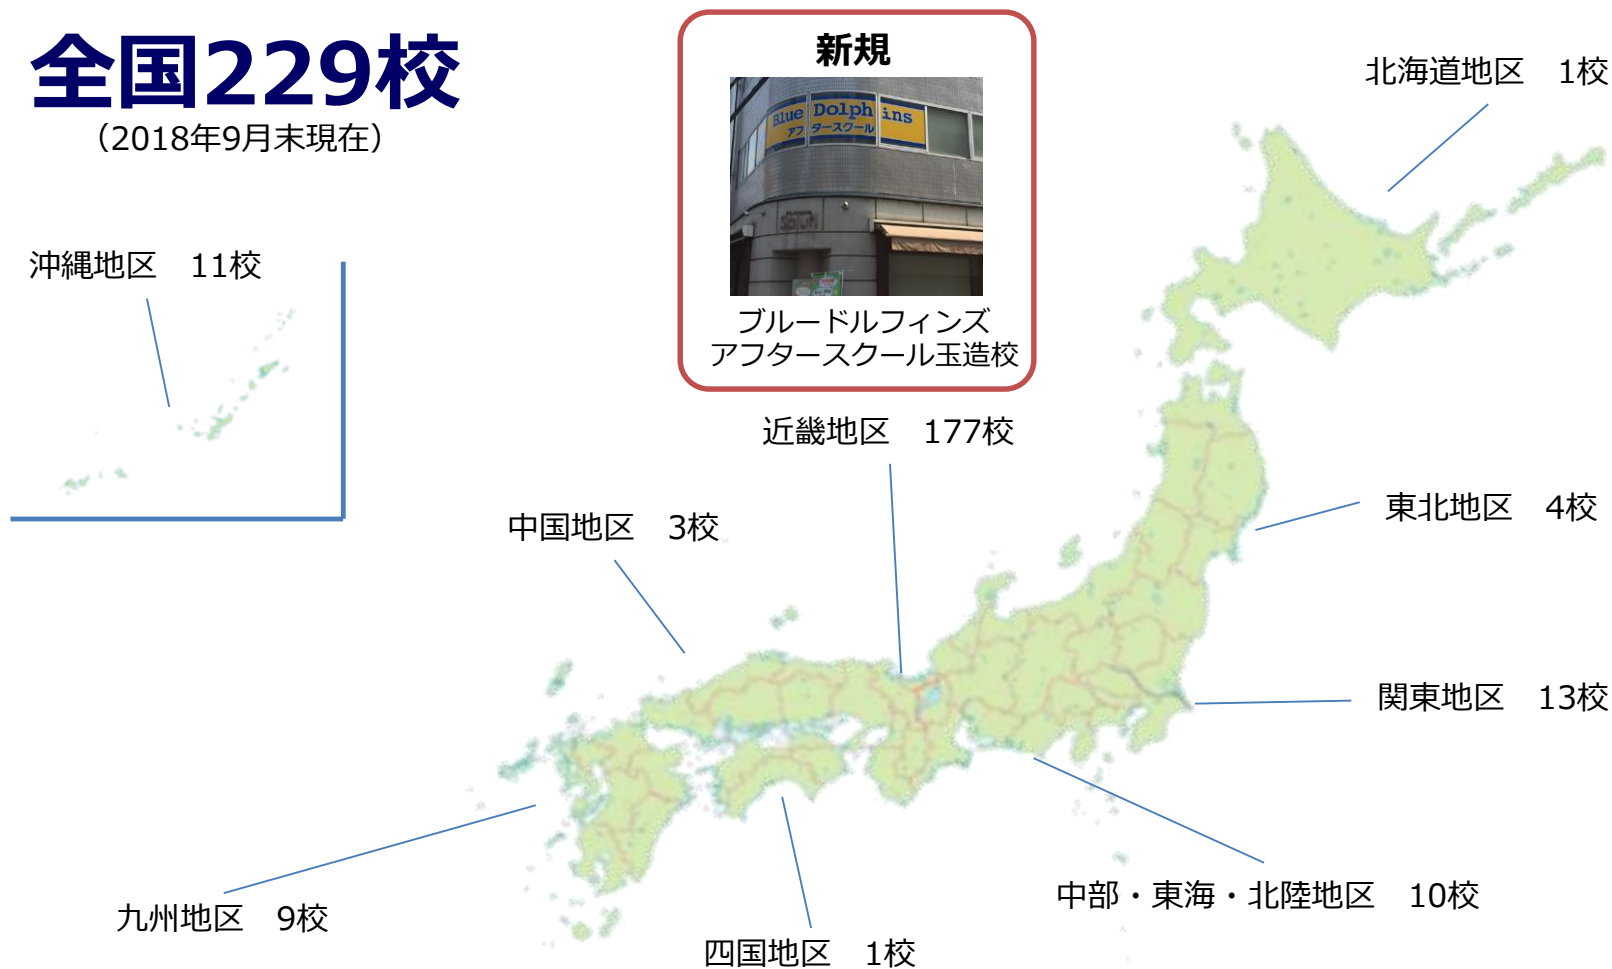 全国229校
（2018年9月末現在）
新規
Blue Dolphins
アフタースクール
Salun
ブルードルフィンズ
アフタースクール玉造校
北海道地区　1校
沖縄地区　11校
近畿地区　177校
東北地区　4校
中国地区　3校
関東地区　13校
中部・東海・北陸地区　10校
九州地区　9校
四国地区　1校